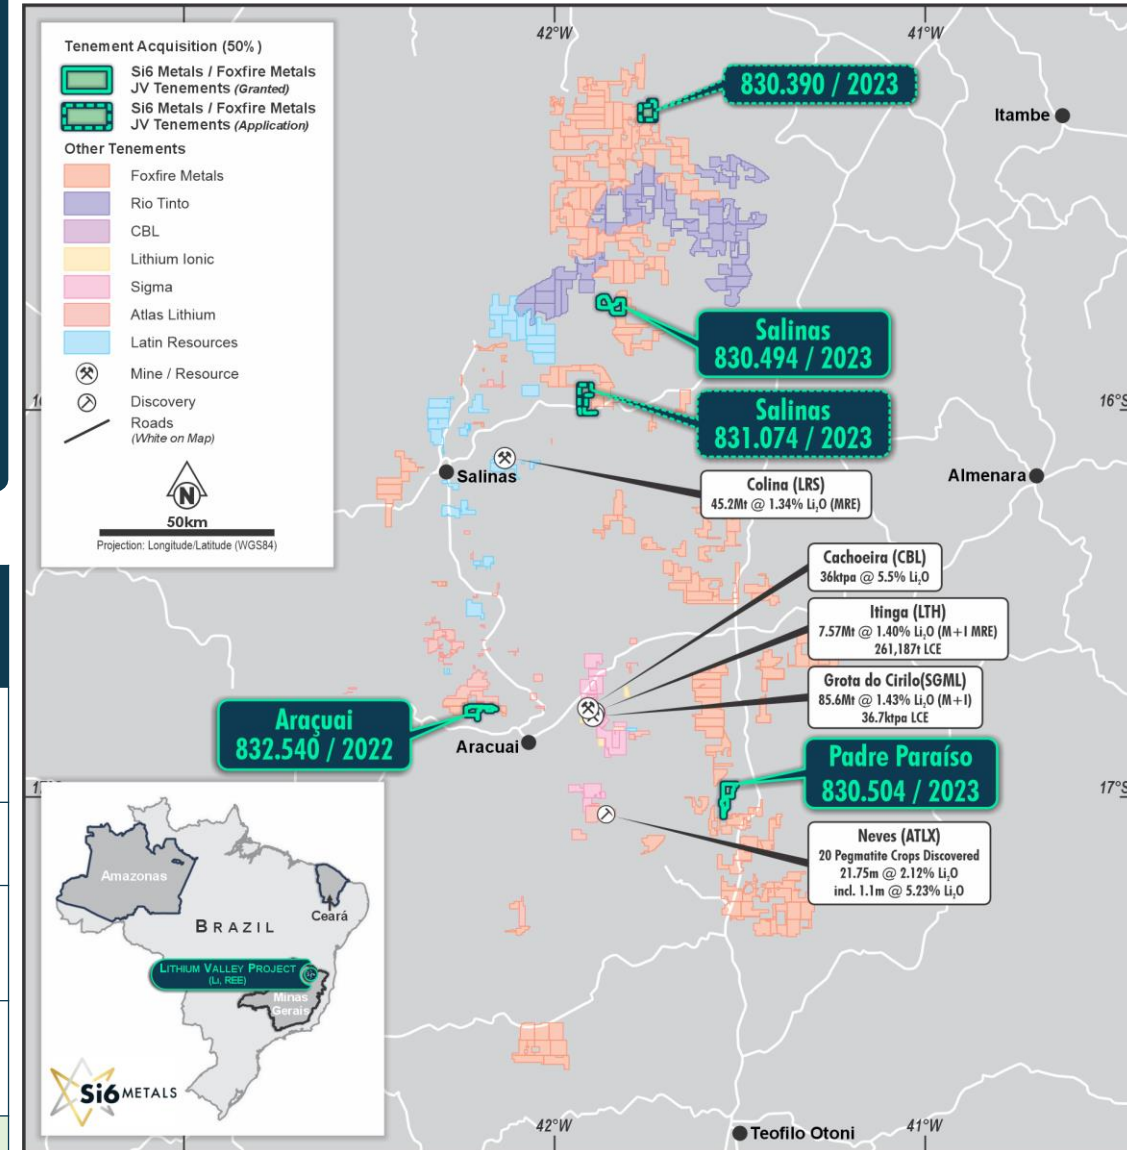 Tenement Acquisition (50%)
Si6 Metals / Foxfire Metals
JV Tenements (Granted)
Si6 Metals / Foxfire Metals
JV Tenements (Application)
Other Tenements
Foxfire Metals
Rio Tinto
CBL
Lithium Ionic
Sigma
Atlas Lithium
Latin Resources
Mine / Resource
Discovery
Roads
(White on Map)
N
50km
Projection: Longitude/Latitude (WGS84)
42°W
41°W
830.390 / 2023
Itambe
Salinas
830.494 / 2023
16°S
Salinas
831.074 / 2023
Salinas
Almenara
Colina (LRS)
45.2Mt @ 1.34% Li₂O (MRE)
Cachoeira (CBL)
36ktpa @ 5.5% Li₂O
Itinga (LTH)
7.57Mt @ 1.40% Li₂O (M+I MRE)
261,187t LCE
Grota do Cirilo(SGML)
85.6Mt @ 1.43% Li₂O (M+I)
36.7ktpa LCE
Araçuai
832.540 / 2022
Aracuai
Padre Paraíso
830.504 / 2023
17°S
Neves (ATLX)
20 Pegmatite Crops Discovered
21.75m @ 2.12% Li₂O
incl. 1.1m @ 5.23% Li₂O
Amazonas
Ceará
BRAZIL
LITHIUM VALLEY PROJECT
(Li, REE)
Minas
Gerais
Si6 METALS
42°W
41°W
Teofilo Otoni